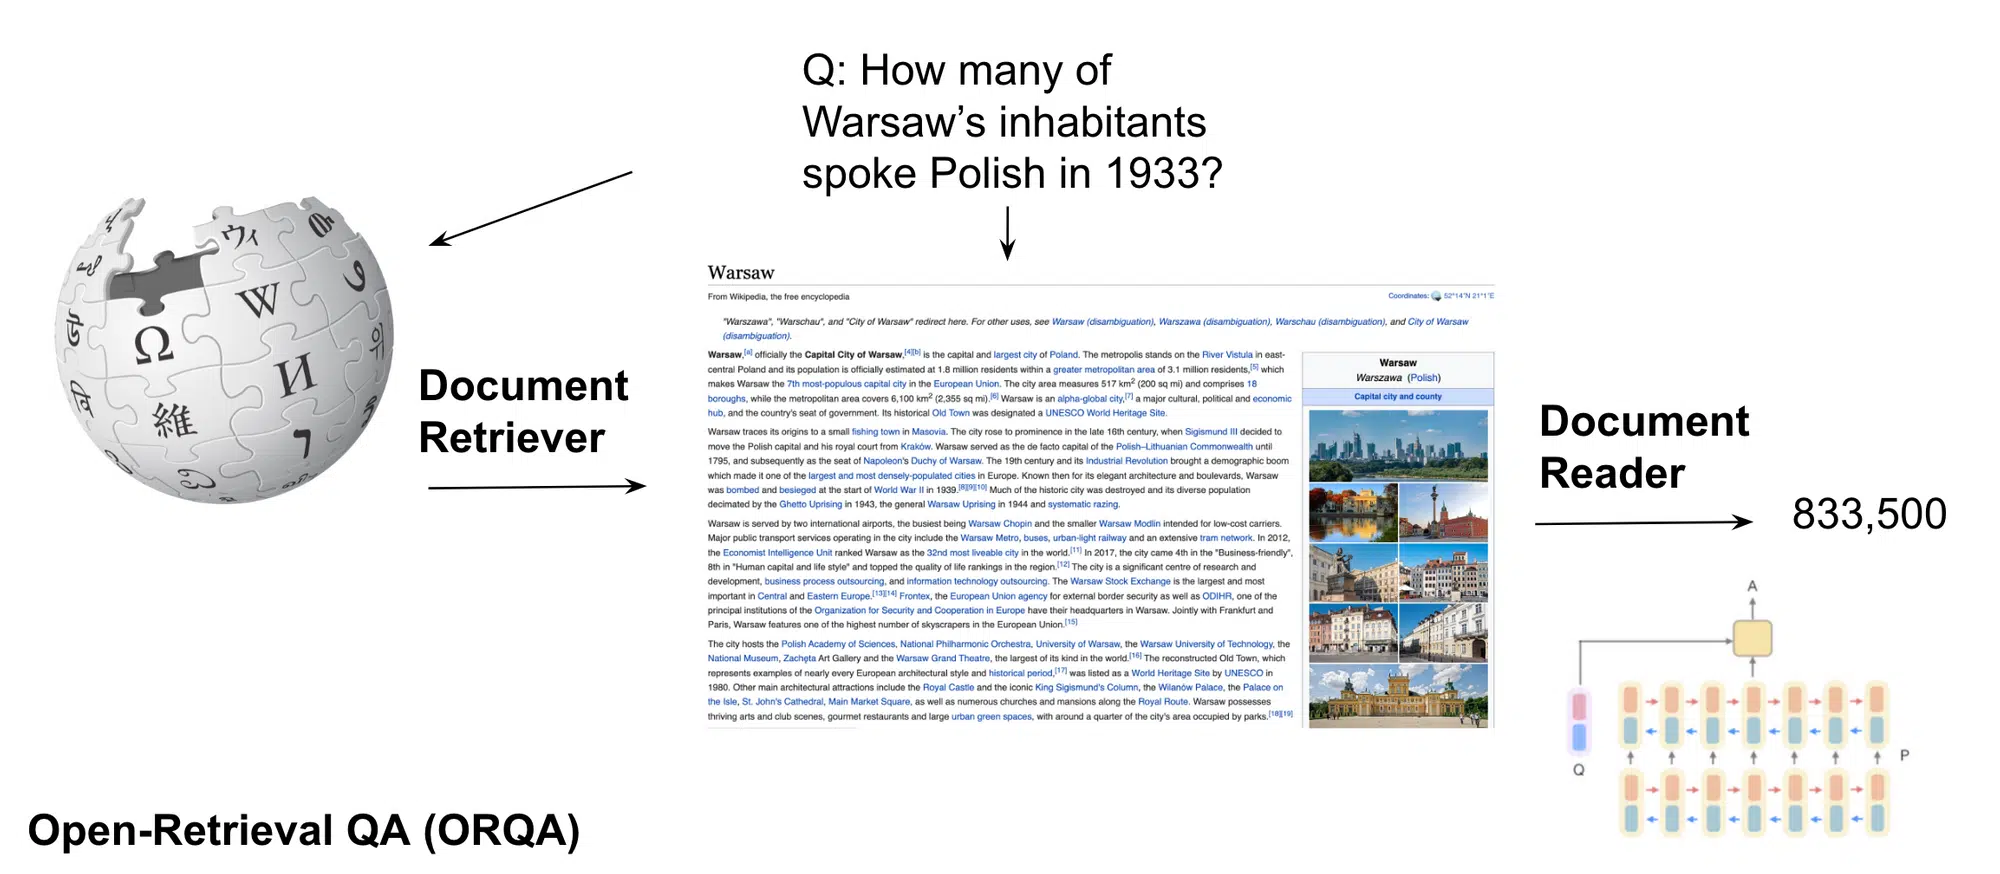 Q: How many of
Warsaw's inhabitants
spoke Polish in 1933?
Ω
W
И
維
ウィ
위
Document
Retriever
Warsaw
From Wikipedia, the free encyclopedia
Coordinates: 52°14′N 21°1′E
"Warszawa", "Warschau", and "City of Warsaw" redirect here. For other uses, see Warsaw (disambiguation), Warszawa (disambiguation), Warschau (disambiguation), and City of Warsaw
(disambiguation).
Warsaw,[a] officially the Capital City of Warsaw,[4][b] is the capital and largest city of Poland. The metropolis stands on the River Vistula in east-
central Poland and its population is officially estimated at 1.8 million residents within a greater metropolitan area of 3.1 million residents,[5] which
makes Warsaw the 7th most-populous capital city in the European Union. The city area measures 517 km² (200 sq mi) and comprises 18
boroughs, while the metropolitan area covers 6,100 km² (2,355 sq mi).[6] Warsaw is an alpha-global city,[7] a major cultural, political and economic
hub, and the country's seat of government. Its historical Old Town was designated a UNESCO World Heritage Site.
Warsaw traces its origins to a small fishing town in Masovia. The city rose to prominence in the late 16th century, when Sigismund III decided to
move the Polish capital and his royal court from Kraków. Warsaw served as the de facto capital of the Polish–Lithuanian Commonwealth until
1795, and subsequently as the seat of Napoleon's Duchy of Warsaw. The 19th century and its Industrial Revolution brought a demographic boom
which made it one of the largest and most densely-populated cities in Europe. Known then for its elegant architecture and boulevards, Warsaw
was bombed and besieged at the start of World War II in 1939.[8][9][10] Much of the historic city was destroyed and its diverse population
decimated by the Ghetto Uprising in 1943, the general Warsaw Uprising in 1944 and systematic razing.
Warsaw is served by two international airports, the busiest being Warsaw Chopin and the smaller Warsaw Modlin intended for low-cost carriers.
Major public transport services operating in the city include the Warsaw Metro, buses, urban-light railway and an extensive tram network. In 2012,
the Economist Intelligence Unit ranked Warsaw as the 32nd most liveable city in the world.[11] In 2017, the city came 4th in the "Business-friendly",
8th in "Human capital and life style" and topped the quality of life rankings in the region.[12] The city is a significant centre of research and
development, business process outsourcing, and information technology outsourcing. The Warsaw Stock Exchange is the largest and most
important in Central and Eastern Europe.[13][14] Frontex, the European Union agency for external border security as well as ODIHR, one of the
principal institutions of the Organization for Security and Cooperation in Europe have their headquarters in Warsaw. Jointly with Frankfurt and
Paris, Warsaw features one of the highest number of skyscrapers in the European Union.[15]
The city hosts the Polish Academy of Sciences, National Philharmonic Orchestra, University of Warsaw, the Warsaw University of Technology, the
National Museum, Zachęta Art Gallery and the Warsaw Grand Theatre, the largest of its kind in the world.[16] The reconstructed Old Town, which
represents examples of nearly every European architectural style and historical period,[17] was listed as a World Heritage Site by UNESCO in
1980. Other main architectural attractions include the Royal Castle and the iconic King Sigismund's Column, the Wilanów Palace, the Palace on
the Isle, St. John's Cathedral, Main Market Square, as well as numerous churches and mansions along the Royal Route. Warsaw possesses
thriving arts and club scenes, gourmet restaurants and large urban green spaces, with around a quarter of the city's area occupied by parks.[18][19]
Warsaw
Warszawa (Polish)
Capital city and county
Document
Reader
833,500
A
Q
P
Open-Retrieval QA (ORQA)